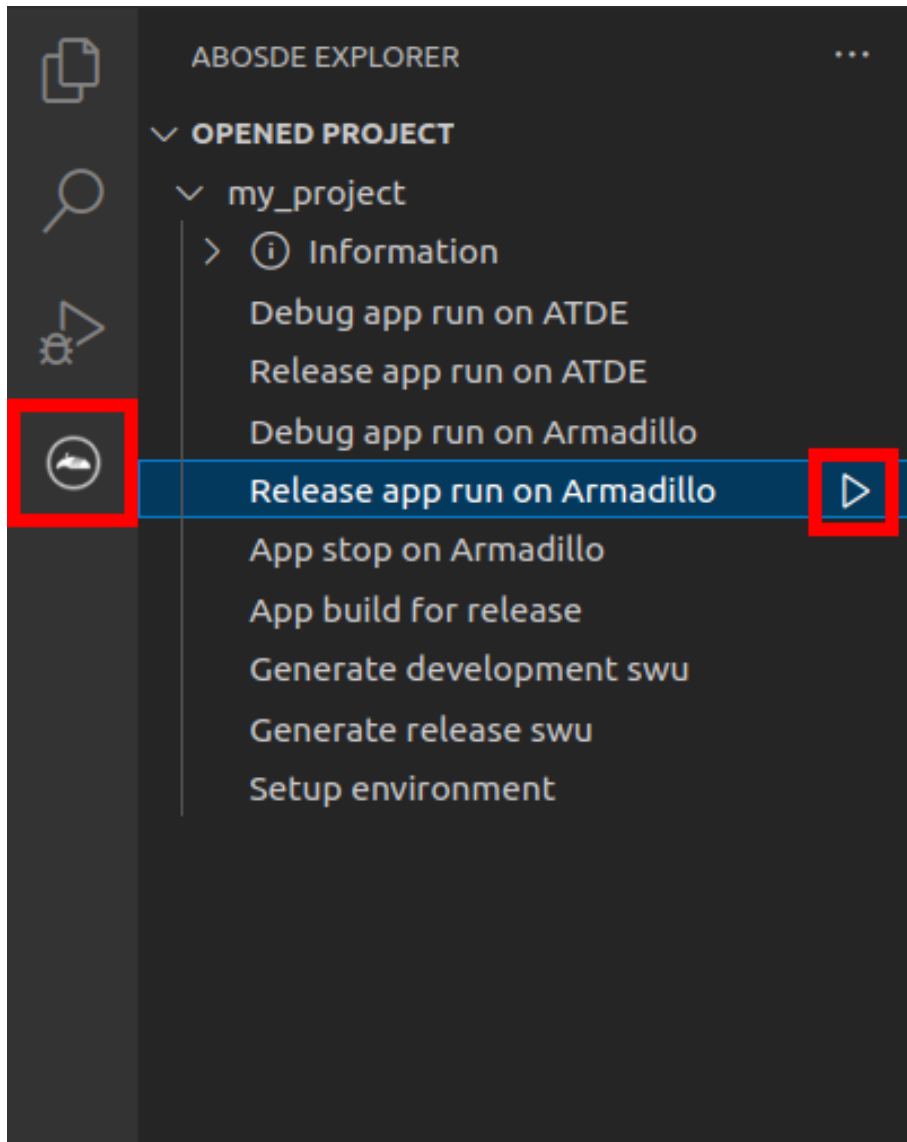 ABOSDE EXPLORER
OPENED PROJECT
my_project
Information
Debug app run on ATDE
Release app run on ATDE
Debug app run on Armadillo
Release app run on Armadillo
App stop on Armadillo
App build for release
Generate development swu
Generate release swu
Setup environment